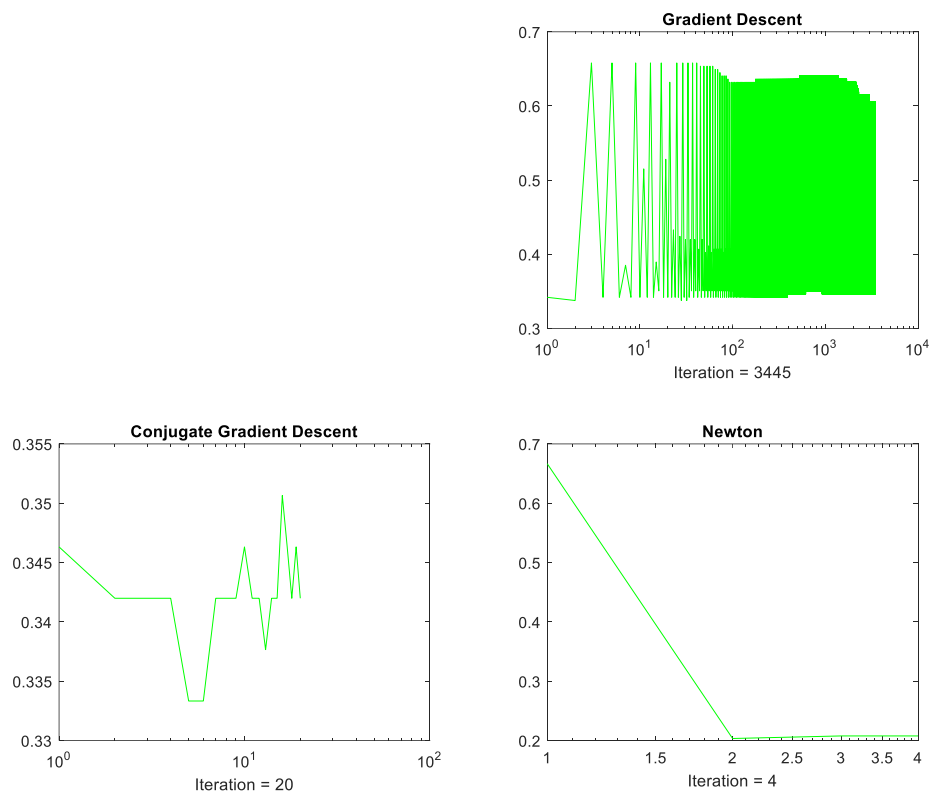 Gradient Descent
0.7
0.6
0.5
0.4
0.3
10^0 10^1 10^2 10^3 10^4
Iteration = 3445
Conjugate Gradient Descent
0.355
0.35
0.345
0.34
0.335
0.33
10^0 10^1 10^2
Iteration = 20
Newton
0.7
0.6
0.5
0.4
0.3
0.2
1 1.5 2 2.5 3 3.5 4
Iteration = 4